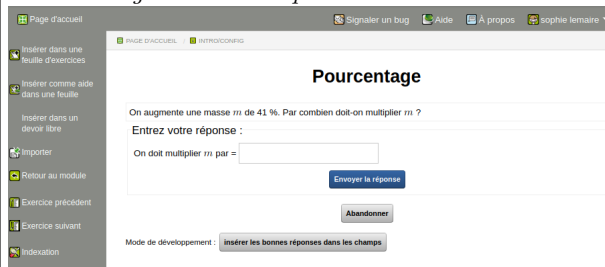 Page d'accueil
Signaler un bug
Aide
À propos
sophie lemaire
PAGE D'ACCUEIL / INTRO/CONFIG
Insérer dans une
feuille d'exercices
Insérer comme aide
dans une feuille
Insérer dans un
devoir libre
Importer
Retour au module
Exercice précédent
Exercice suivant
Indexation
Pourcentage
On augmente une masse m de 41 %. Par combien doit-on multiplier m ?
Entrez votre réponse :
On doit multiplier m par =
Envoyer la réponse
Abandonner
Mode de développement : insérer les bonnes réponses dans les champs